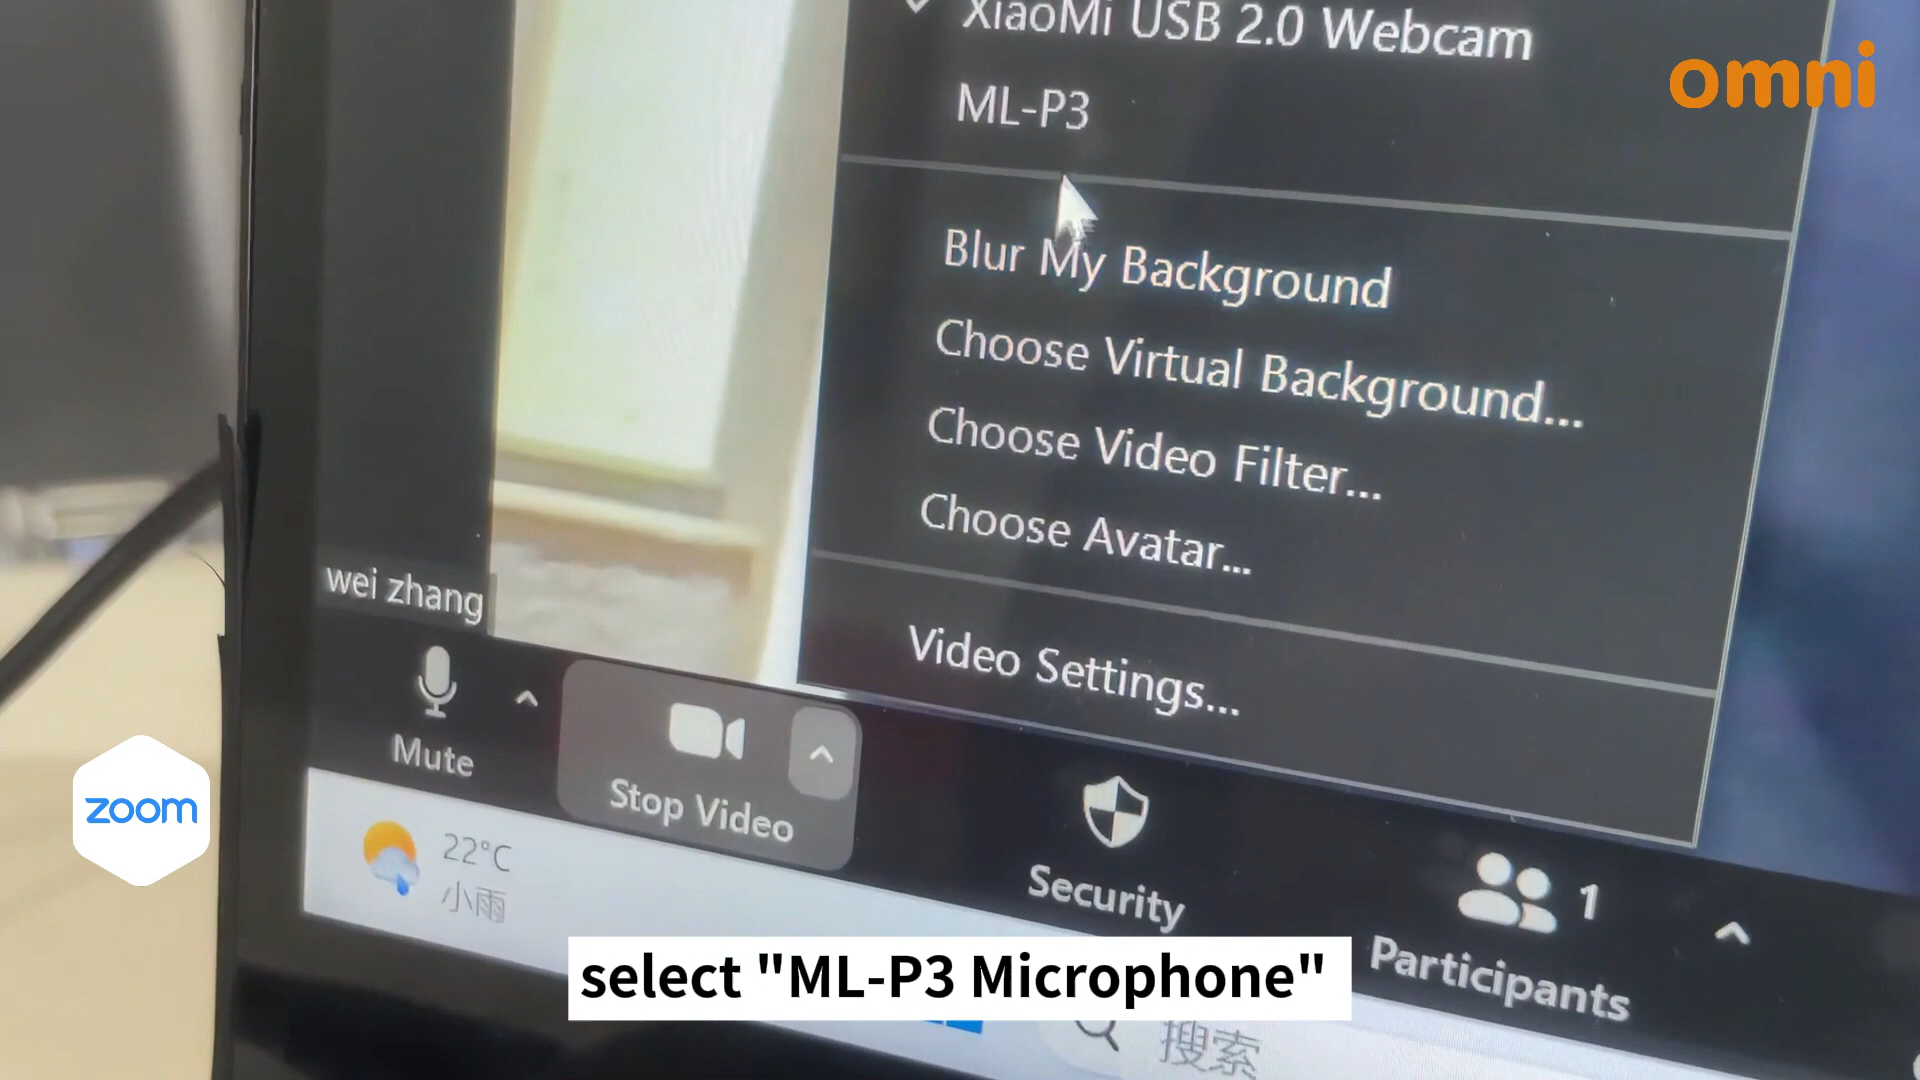 XiaoMi USB 2.0 Webcam
omni
ML-P3
Blur My Background
Choose Virtual Background...
Choose Video Filter...
Choose Avatar...
wei zhang
Video Settings...
Mute
Stop Video
zoom
Security
22°C
小雨
1
Participants
select "ML-P3 Microphone"
搜索